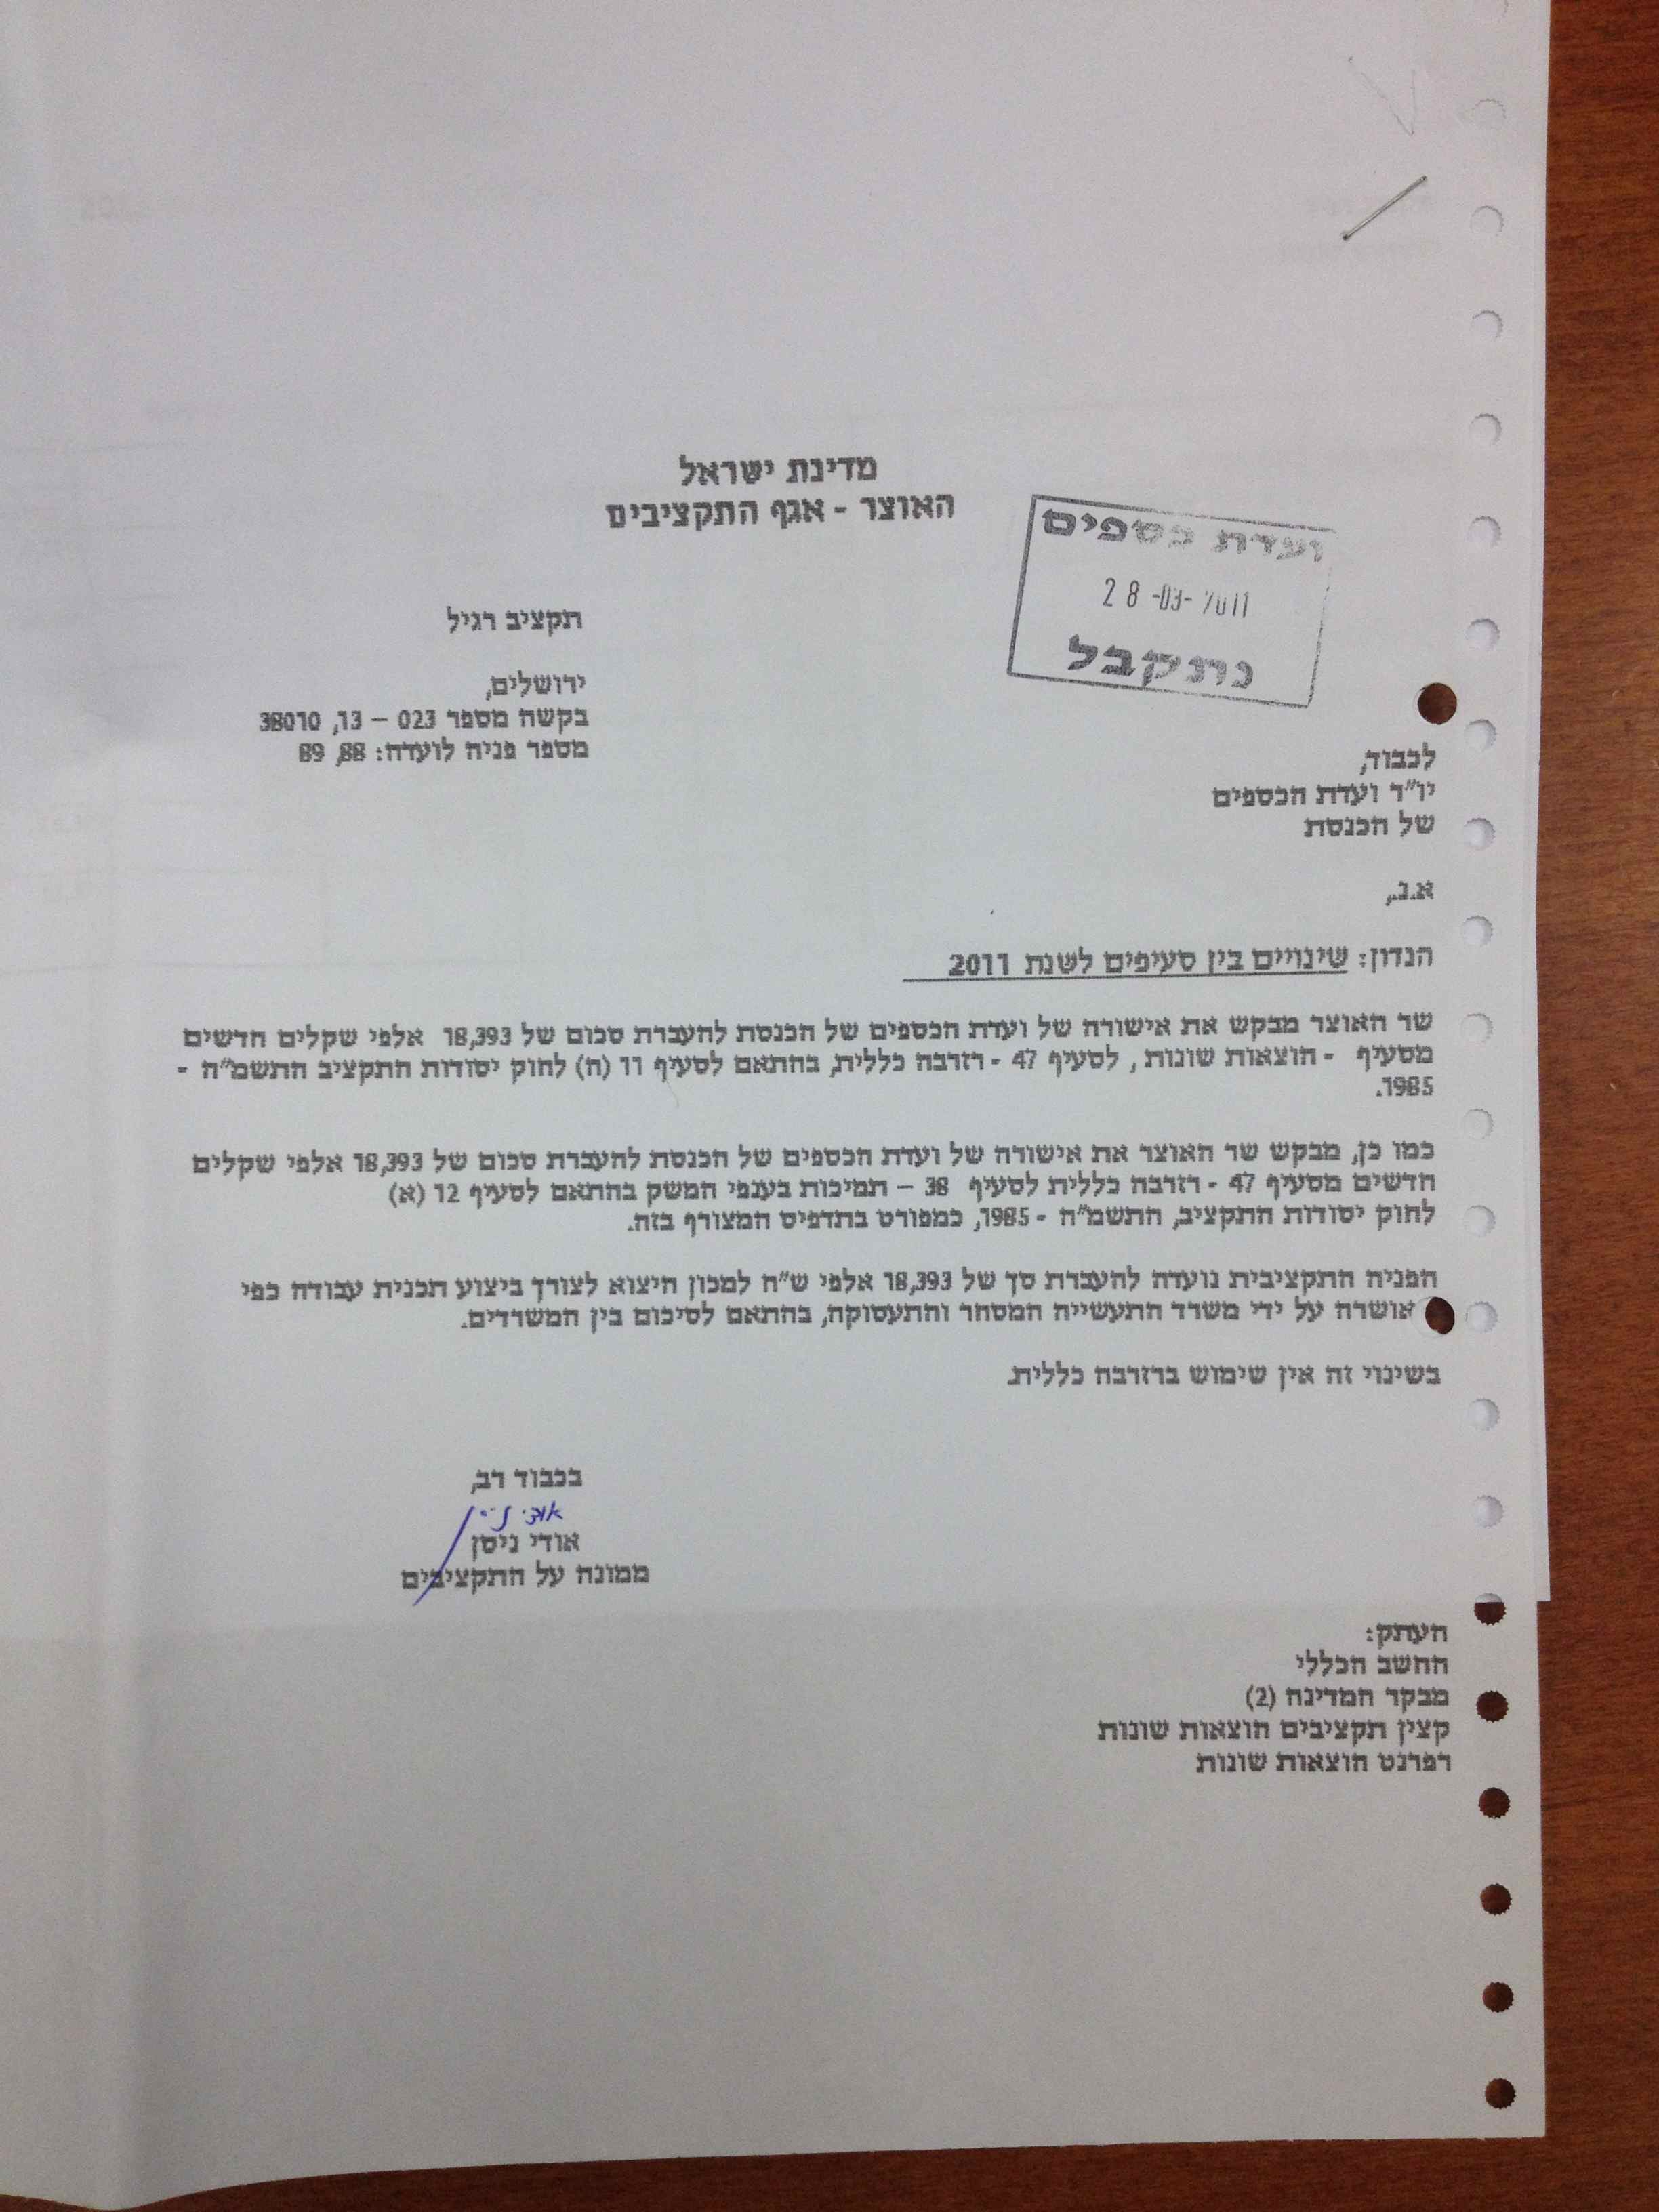 מדינת ישראל
האוצר - אגף התקציבים
ועדת כספים
28-03-2011
נתקבל
תקציב רגיל
ירושלים,
בקשה מספר 023 – 13, 38010
מספר פניה לועדה: 88, 89
לכבוד,
יו"ר ועדת הכספים
של הכנסת
א.נ.,
הנדון: שינויים בין סעיפים לשנת 2011
שר האוצר מבקש את אישורה של ועדת הכספים של הכנסת להעברת סכום של 18,393 אלפי שקלים חדשים
מסעיף - הוצאות שונות, לסעיף 47 - רזרבה כללית, בהתאם לסעיף 11 (ה) לחוק יסודות התקציב התשמ"ה -
1985.
כמו כן, מבקש שר האוצר את אישורה של ועדת הכספים של הכנסת להעברת סכום של 18,393 אלפי שקלים
חדשים מסעיף 47 - רזרבה כללית לסעיף 38 – תמיכות בענפי המשק בהתאם לסעיף 12 (א)
לחוק יסודות התקציב, התשמ"ה - 1985, כמפורט בתדפיס המצורף בזה.
הפניה התקציבית נועדה להעברת סך של 18,393 אלפי ש"ח למכון היצוא לצורך ביצוע תכנית עבודה כפי
אושרה על ידי משרד התעשייה המסחר והתעסוקה, בהתאם לסיכום בין המשרדים.
בשינוי זה אין שימוש ברזרבה כללית.
בכבוד רב,
אודי ניסן
אודי ניסן
ממונה על התקציבים
העתק:
החשב הכללי
מבקר המדינה (2)
קצין תקציבים הוצאות שונות
רפרנט הוצאות שונות